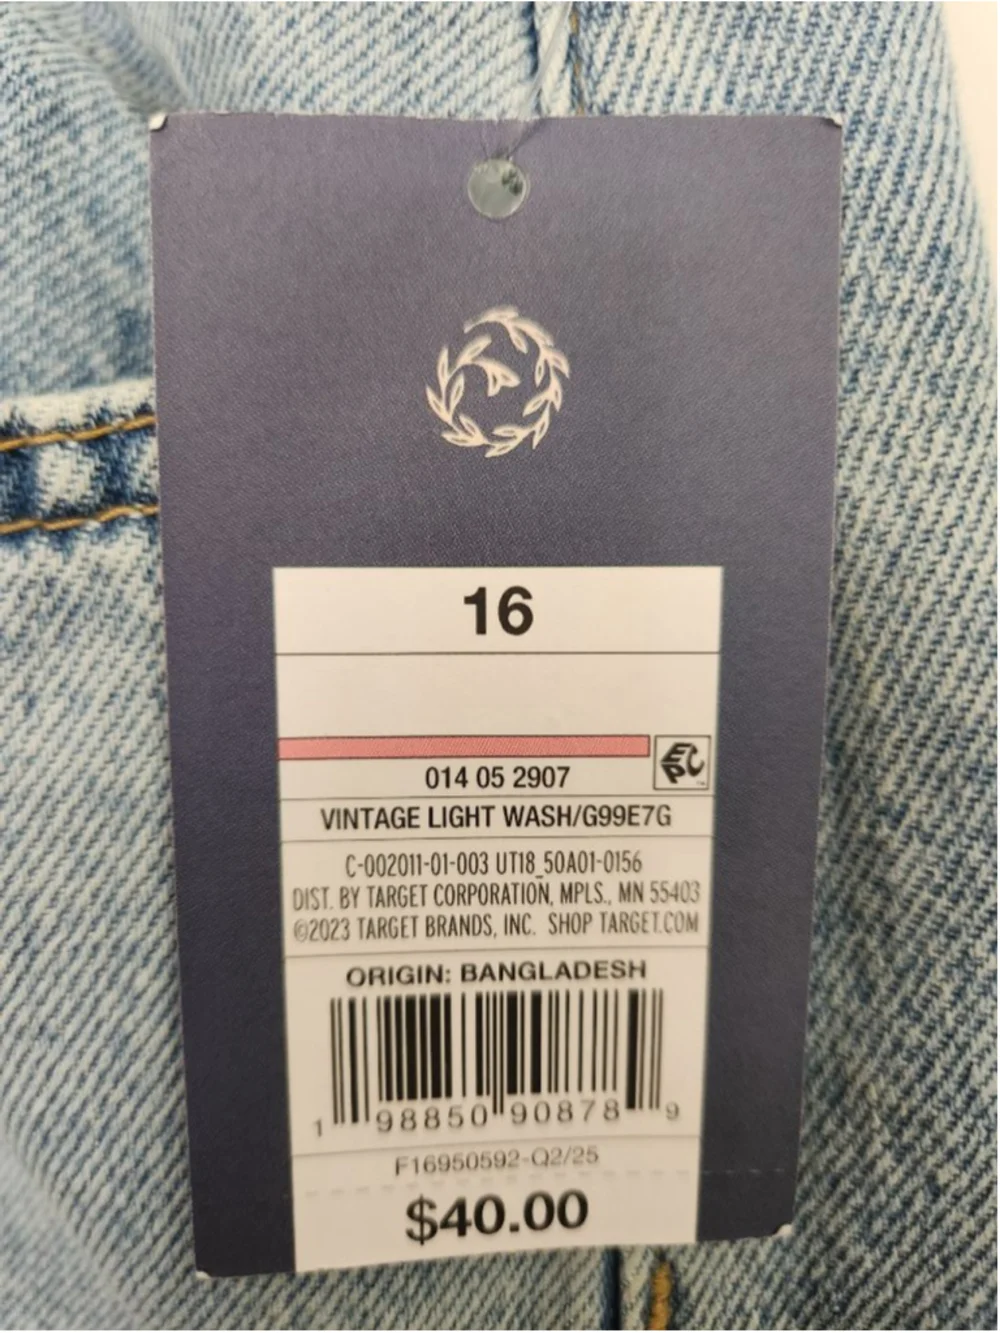 16
EPC
014 05 2907
VINTAGE LIGHT WASH/G99E7G
C-002011-01-003 UT18_50A01-0156
DIST. BY TARGET CORPORATION, MPLS., MN 55403
©2023 TARGET BRANDS, INC. SHOP TARGET.COM
ORIGIN: BANGLADESH
1 98850 90878 9
F16950592-Q2/25
$40.00